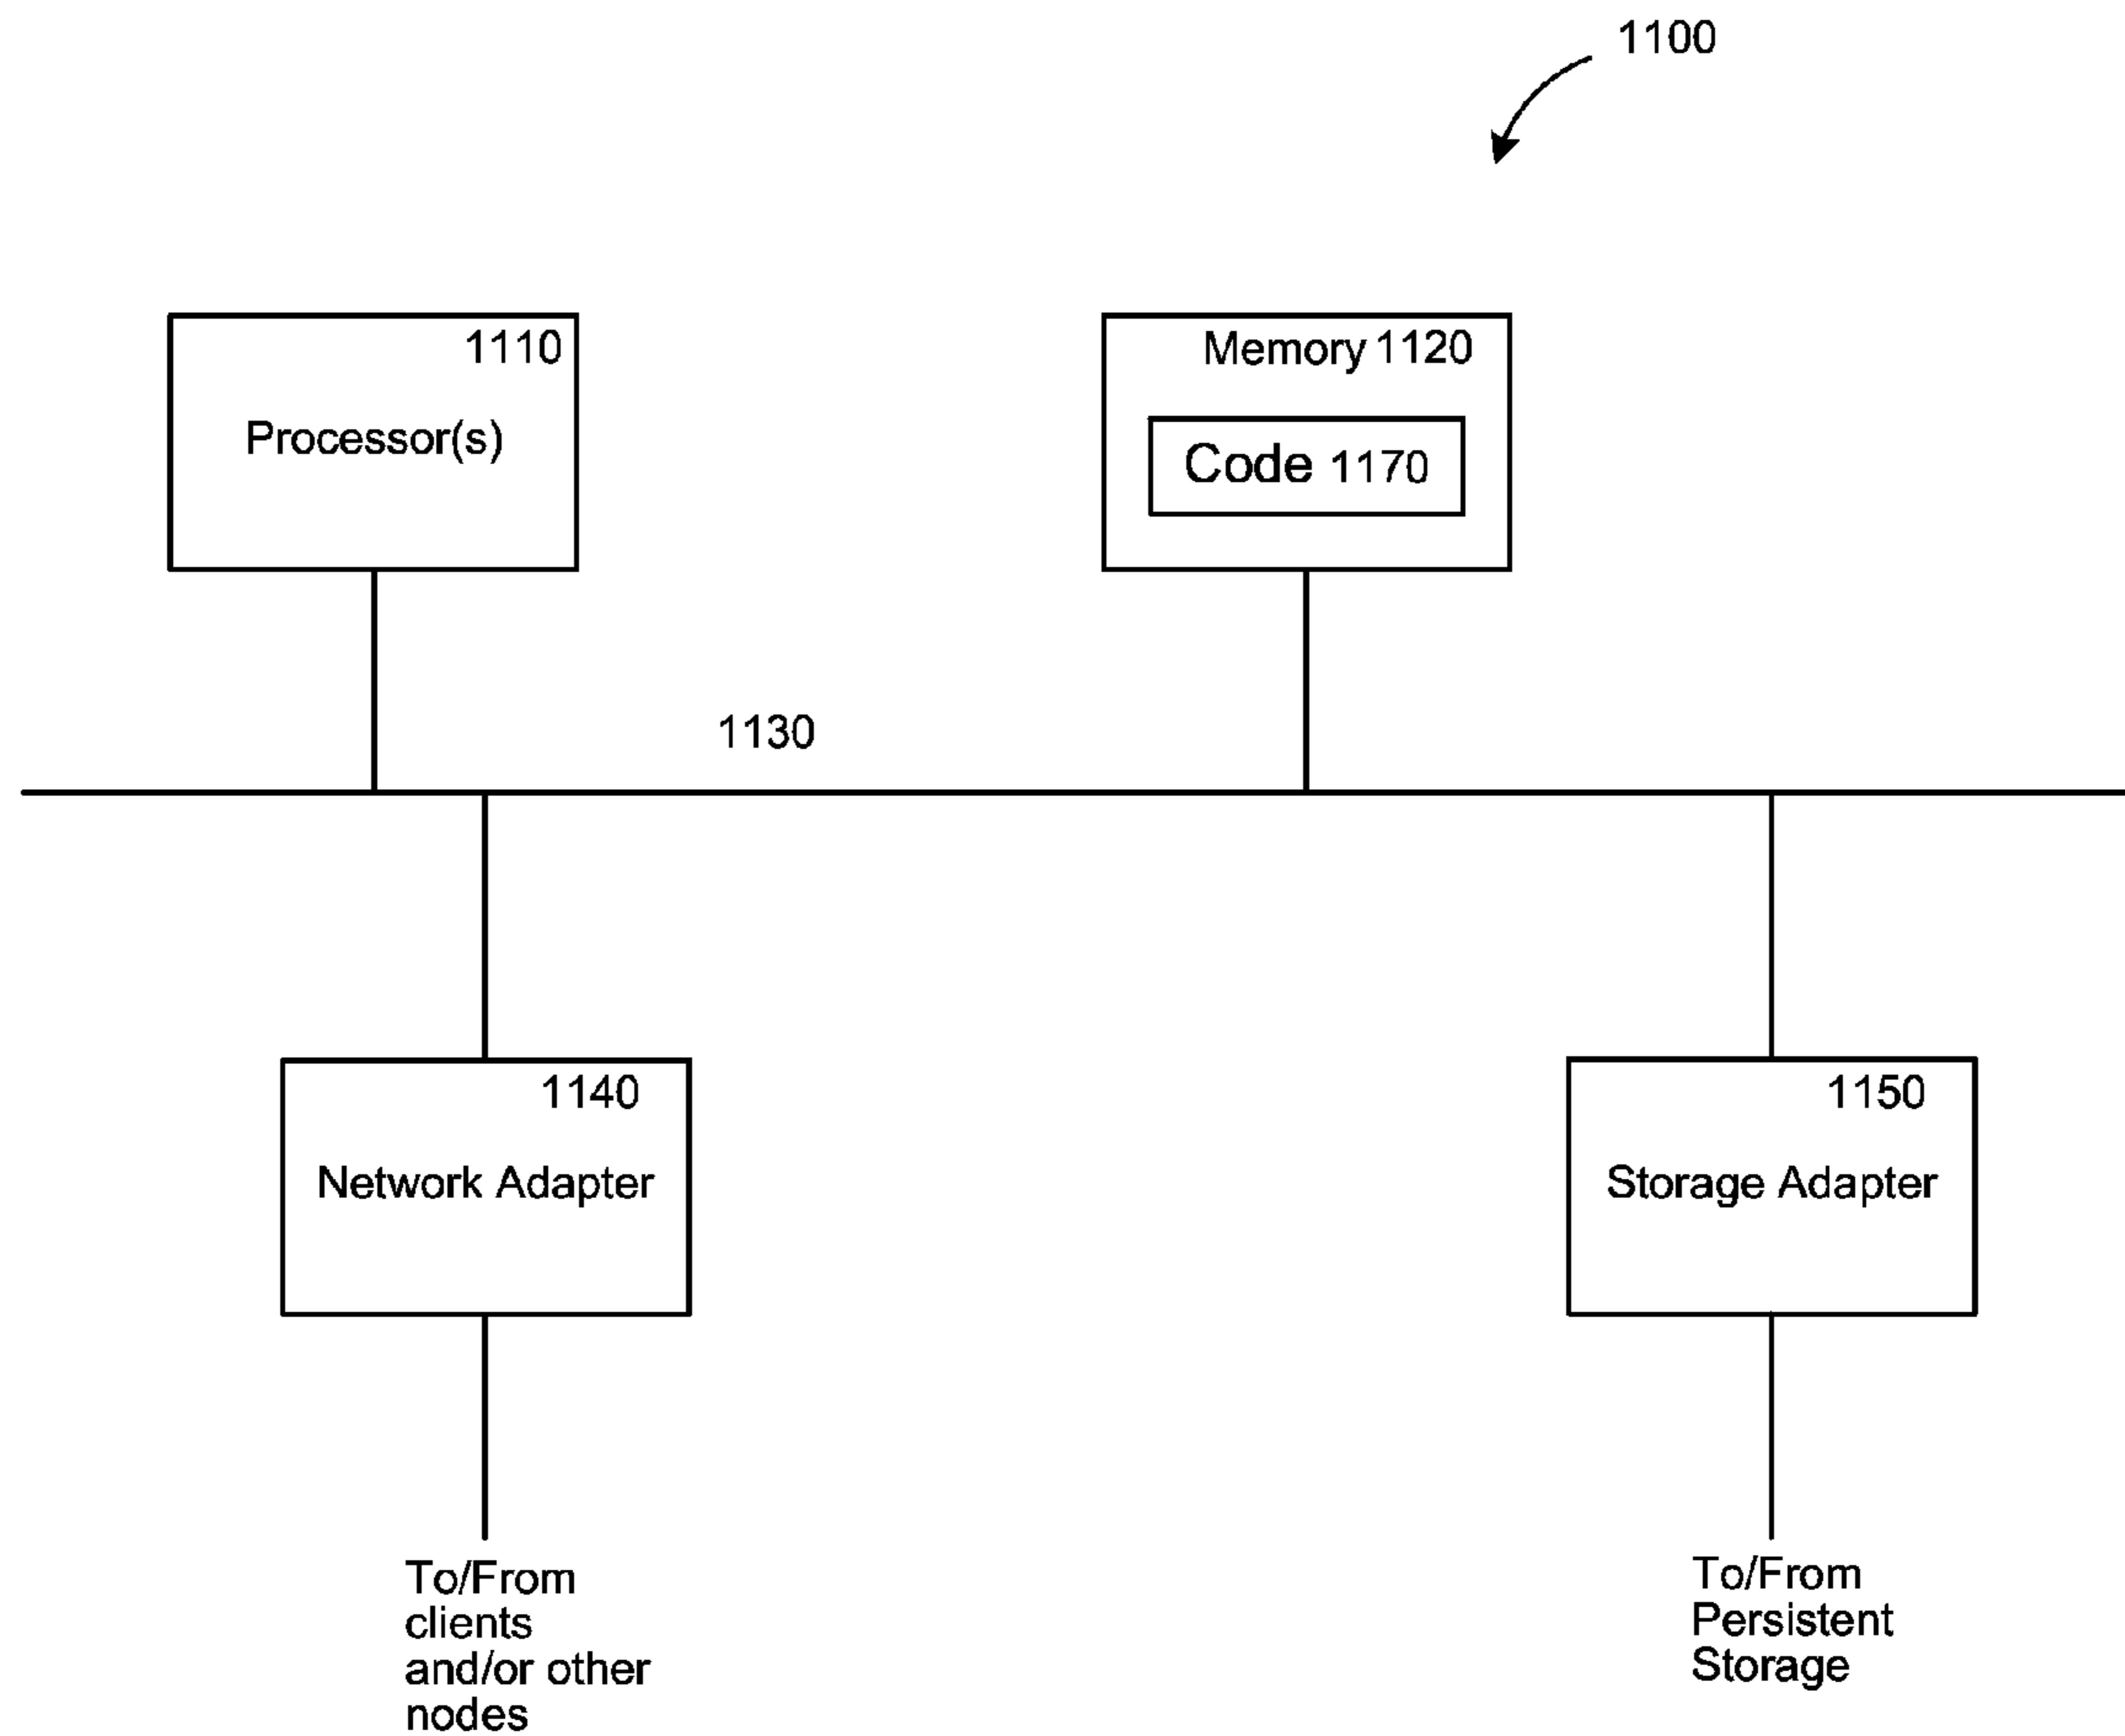 1100
1110
Processor(s)
Memory 1120
Code 1170
1130
1140
Network Adapter
1150
Storage Adapter
To/From
clients
and/or other
nodes
To/From
Persistent
Storage